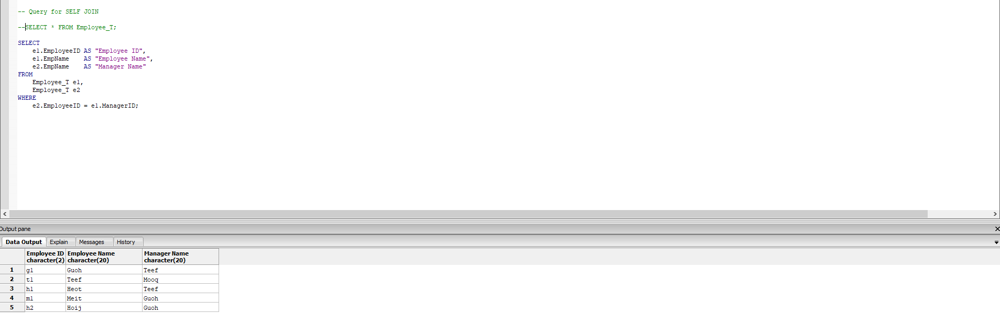 -- Query for SELF JOIN
--SELECT * FROM Employee_T;
SELECT
e1.EmployeeID AS "Employee ID",
e1.EmpName AS "Employee Name",
e2.EmpName AS "Manager Name"
FROM
Employee_T e1,
Employee_T e2
WHERE
e2.EmployeeID = e1.ManagerID;
Output pane
Data Output Explain Messages History
Employee ID Employee Name Manager Name
character(2) character(20) character(20)
1 g1 Guoh Teef
2 t1 Teef Mooq
3 h1 Heot Teef
4 m1 Meit Guoh
5 h2 Hoij Guoh